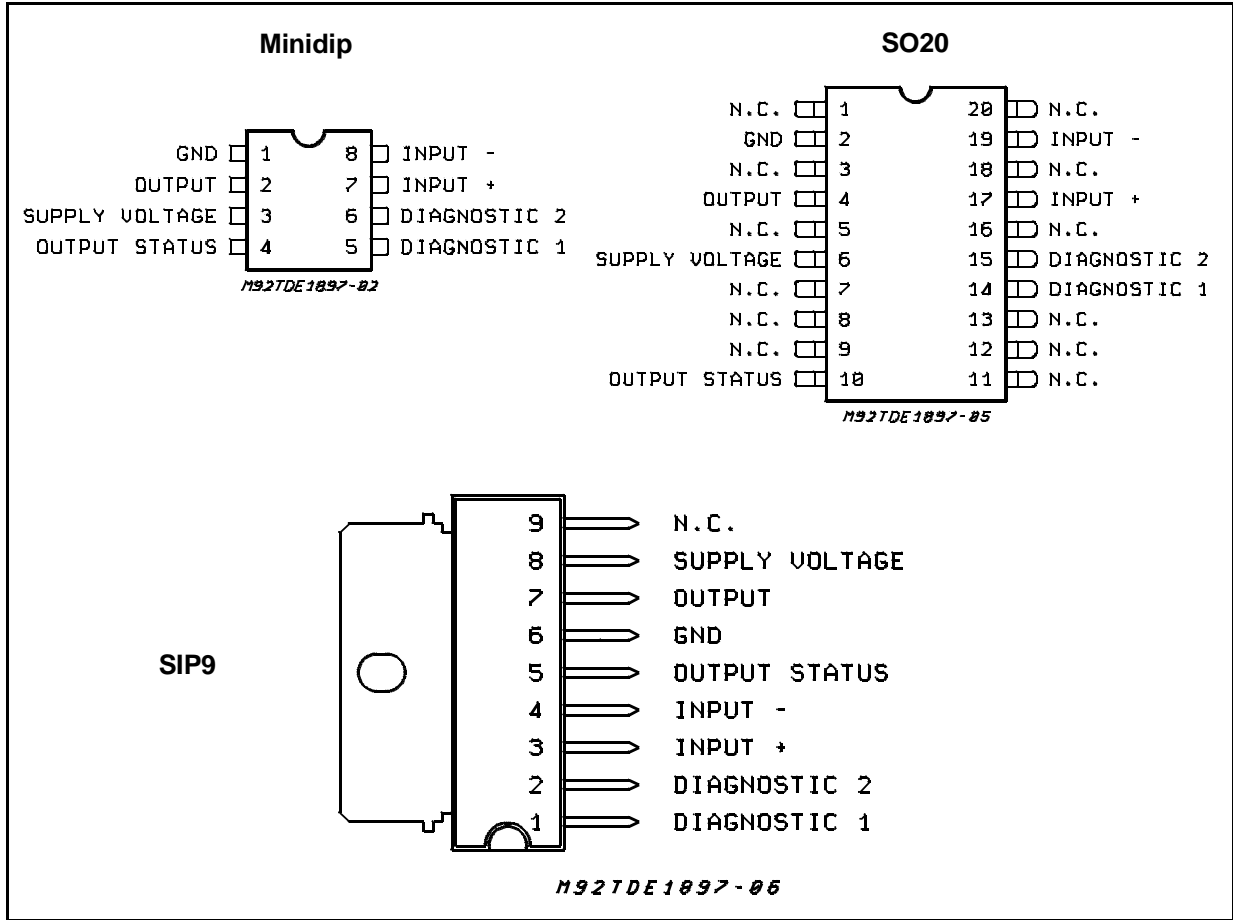 Minidip
GND 1 8 INPUT -
OUTPUT 2 7 INPUT +
SUPPLY VOLTAGE 3 6 DIAGNOSTIC 2
OUTPUT STATUS 4 5 DIAGNOSTIC 1
M92TDE1897-02
SO20
N.C. 1 20 N.C.
GND 2 19 INPUT -
N.C. 3 18 N.C.
OUTPUT 4 17 INPUT +
N.C. 5 16 N.C.
SUPPLY VOLTAGE 6 15 DIAGNOSTIC 2
N.C. 7 14 DIAGNOSTIC 1
N.C. 8 13 N.C.
N.C. 9 12 N.C.
OUTPUT STATUS 10 11 N.C.
M92TDE1897-05
SIP9
9 N.C.
8 SUPPLY VOLTAGE
7 OUTPUT
6 GND
5 OUTPUT STATUS
4 INPUT -
3 INPUT +
2 DIAGNOSTIC 2
1 DIAGNOSTIC 1
M92TDE1897-06